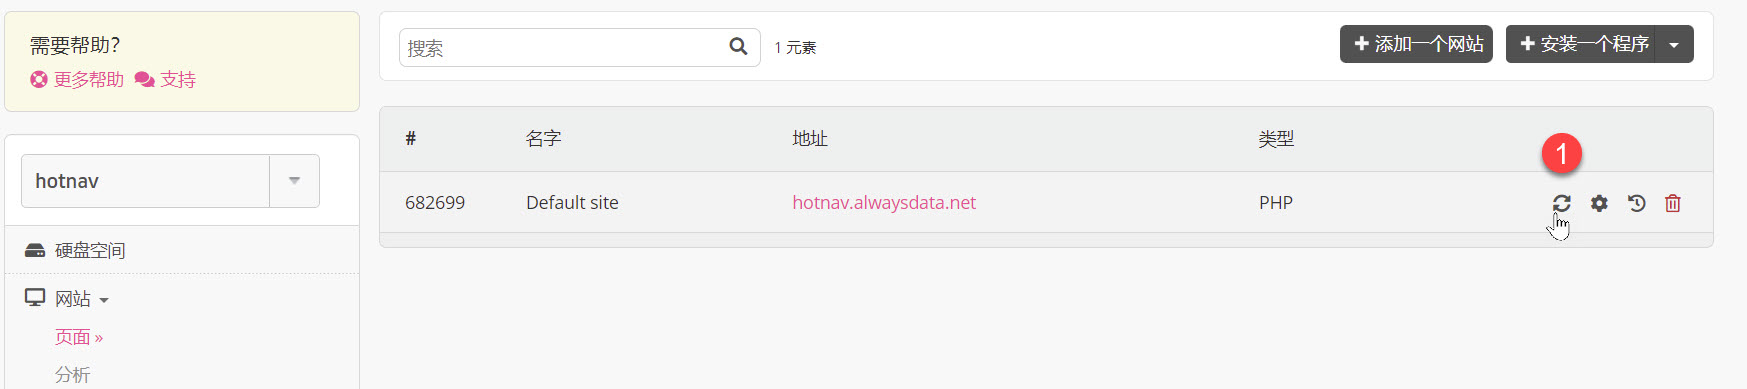 需要帮助?
更多帮助 支持
hotnav
硬盘空间
网站
页面 »
分析
搜索
1 元素
添加一个网站
安装一个程序
# 名字 地址 类型
1
682699 Default site hotnav.alwaysdata.net PHP